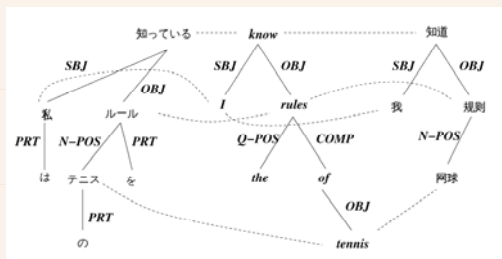 知っている know 知道
SBJ OBJ SBJ OBJ SBJ OBJ
私 ルール I rules 我 规则
PRT N-POS PRT Q-POS COMP N-POS
は テニス を the of 网球
PRT OBJ
の tennis